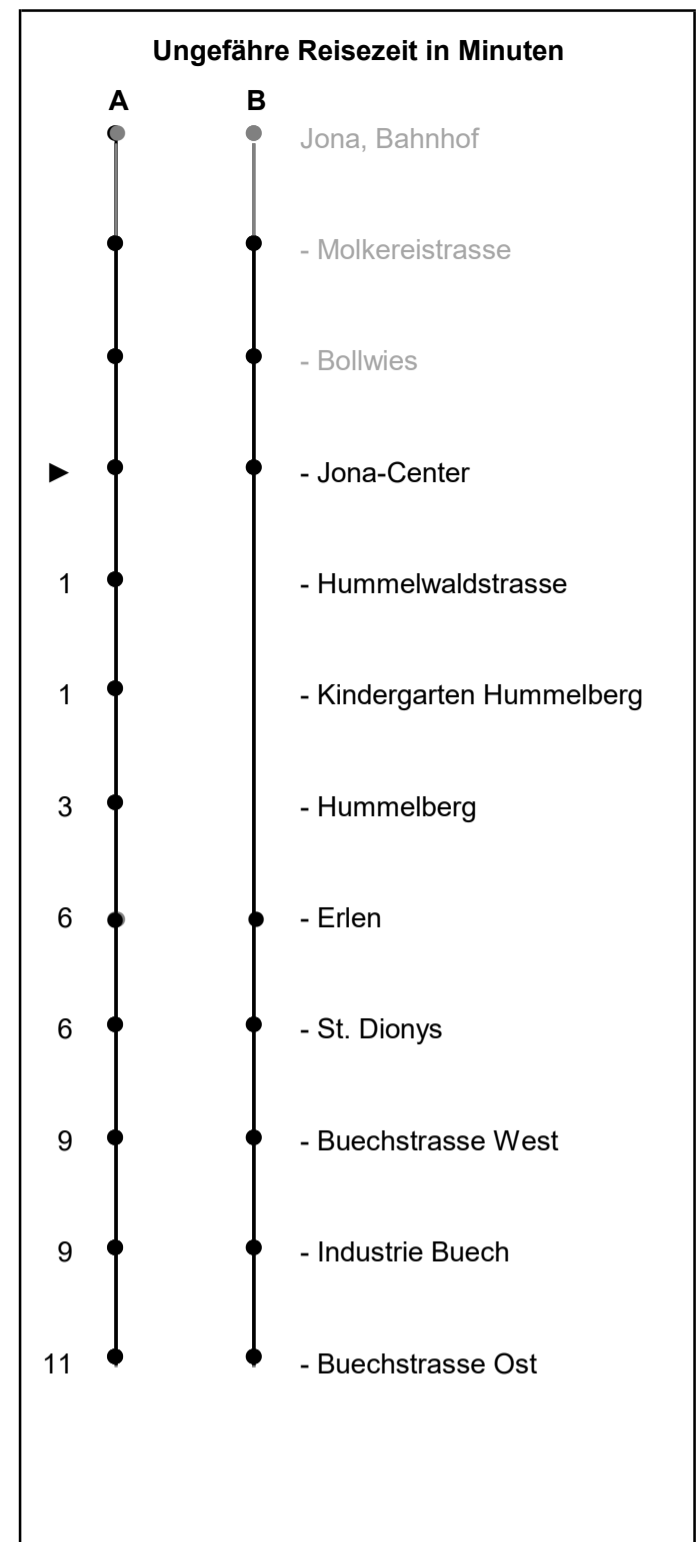 Ungefähre Reisezeit in Minuten
A B
Jona, Bahnhof
- Molkereistrasse
- Bollwies
► - Jona-Center
1 - Hummelwaldstrasse
1 - Kindergarten Hummelberg
3 - Hummelberg
6 - Erlen
6 - St. Dionys
9 - Buechstrasse West
9 - Industrie Buech
11 - Buechstrasse Ost